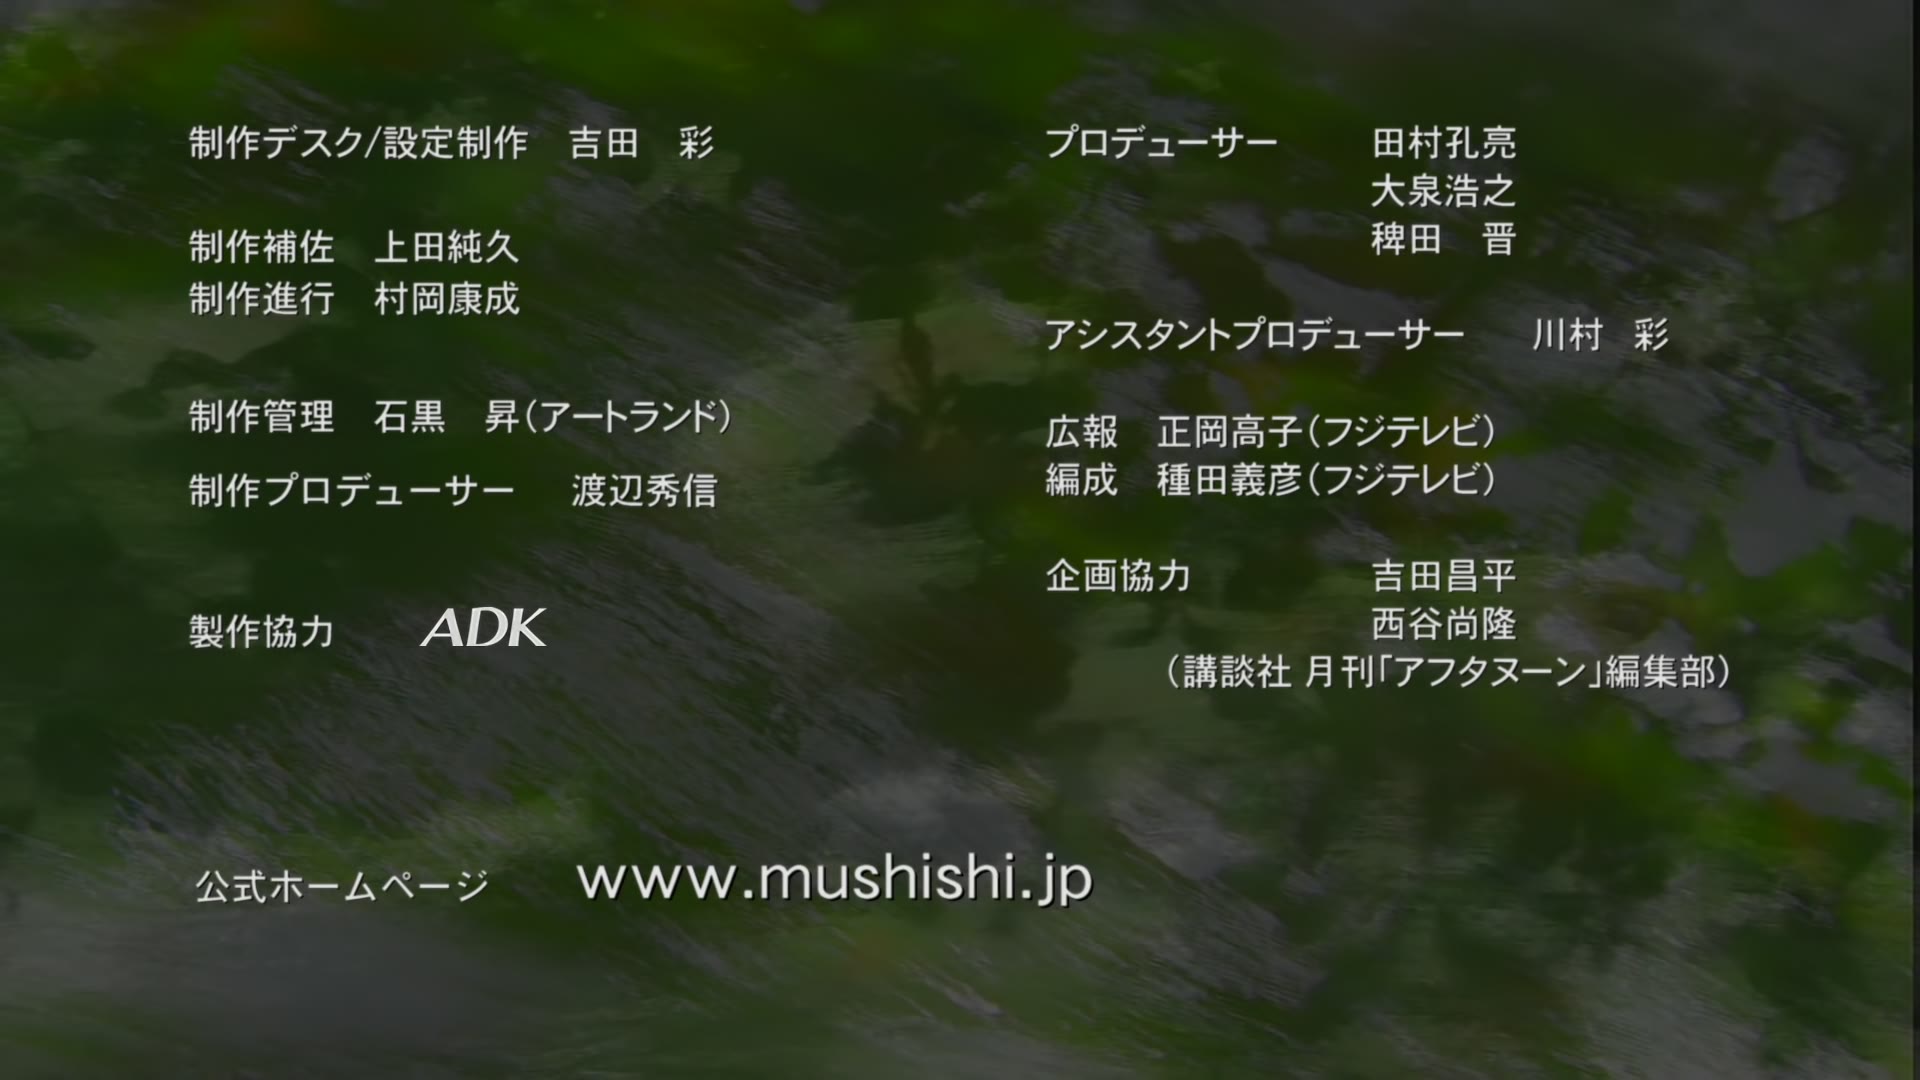 制作デスク/設定制作　吉田　彩
制作補佐　上田純久
制作進行　村岡康成
制作管理　石黒　昇（アートランド）
制作プロデューサー　渡辺秀信
製作協力　ADK
プロデューサー　田村孔亮
大泉浩之
稗田　晋
アシスタントプロデューサー　川村　彩
広報　正岡高子（フジテレビ）
編成　種田義彦（フジテレビ）
企画協力　吉田昌平
西谷尚隆
（講談社 月刊「アフタヌーン」編集部）
公式ホームページ　www.mushishi.jp